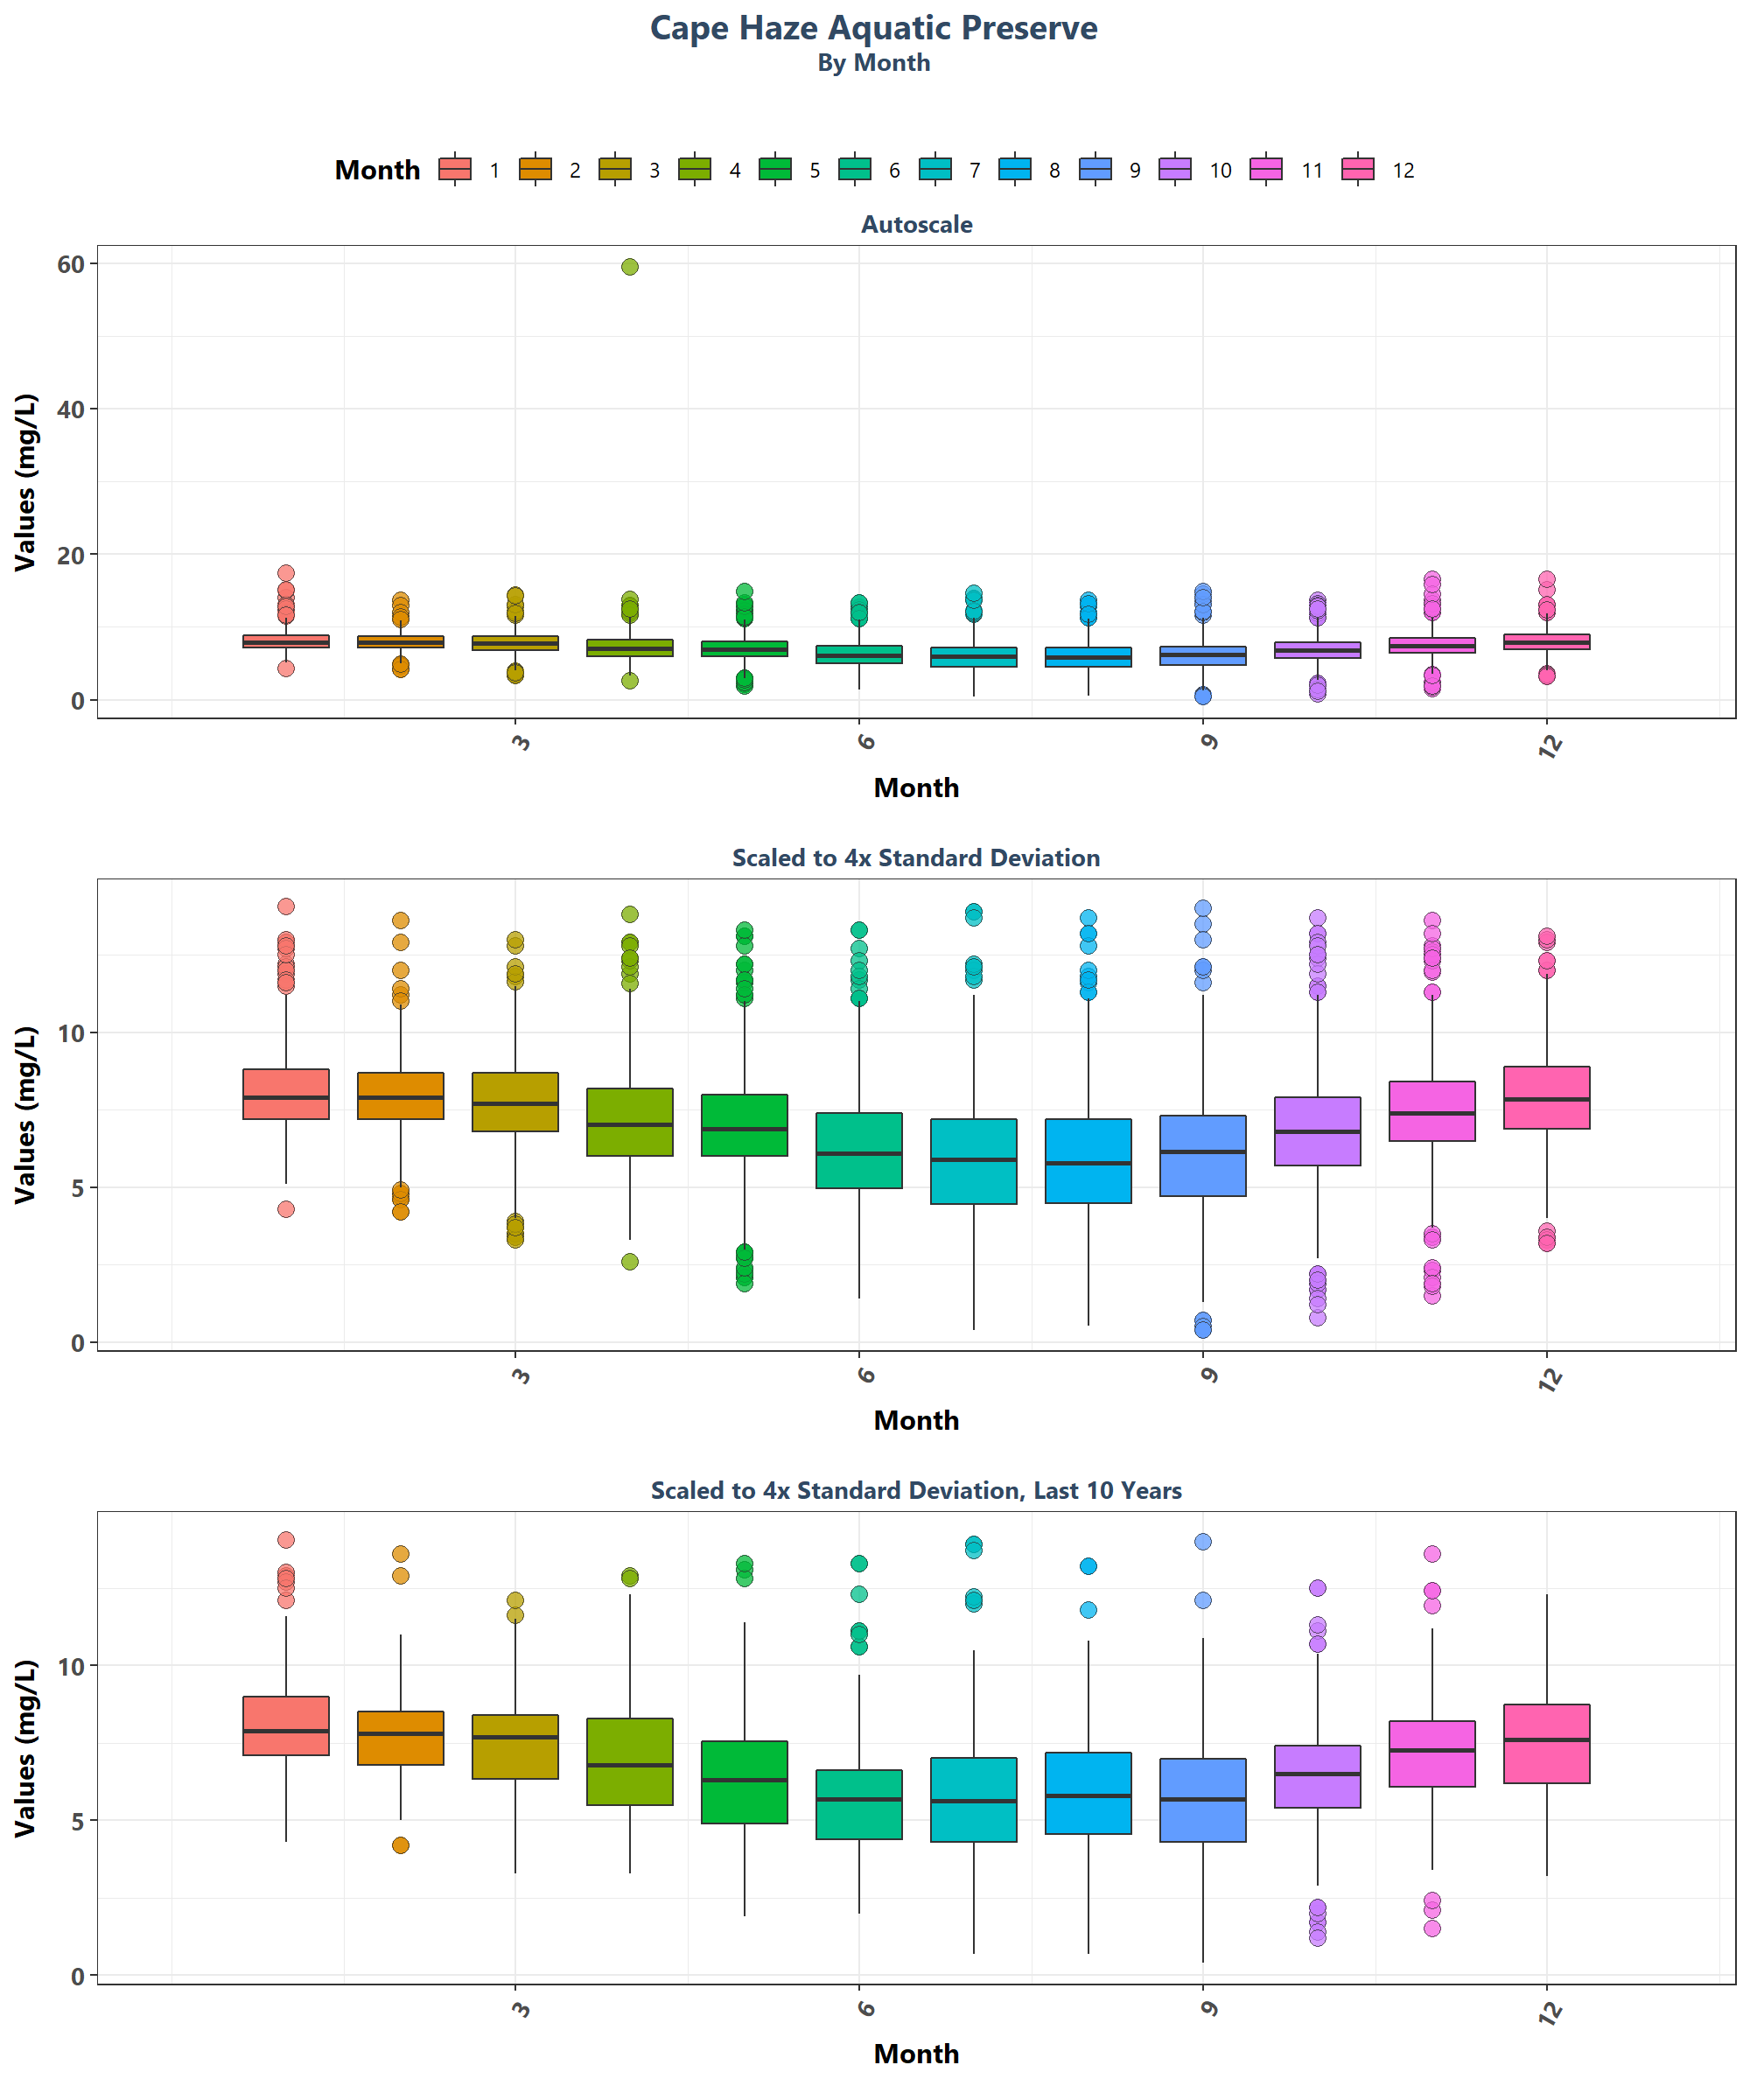 Cape Haze Aquatic Preserve
By Month
Month 1 2 3 4 5 6 7 8 9 10 11 12
Autoscale
Values (mg/L)
60
40
20
0
3 6 9 12
Month
Scaled to 4x Standard Deviation
Values (mg/L)
10
5
0
3 6 9 12
Month
Scaled to 4x Standard Deviation, Last 10 Years
Values (mg/L)
10
5
0
3 6 9 12
Month